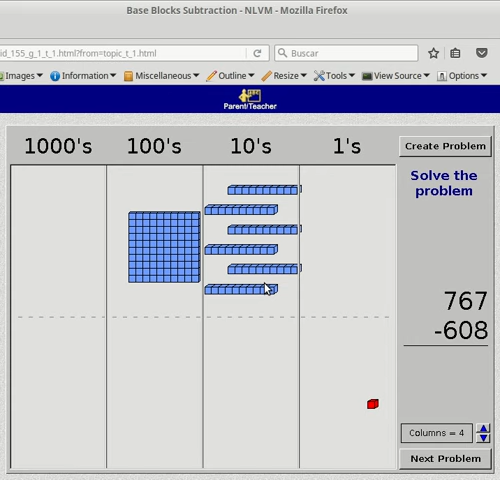 Base Blocks Subtraction - NLVM - Mozilla Firefox
id_155_g_1_t_1.html?from=topic_t_1.html
Buscar
Images Information Miscellaneous Outline Resize Tools View Source Options
Parent/Teacher
1000's 100's 10's 1's
Create Problem
Solve the
problem
767
-608
Columns = 4
Next Problem